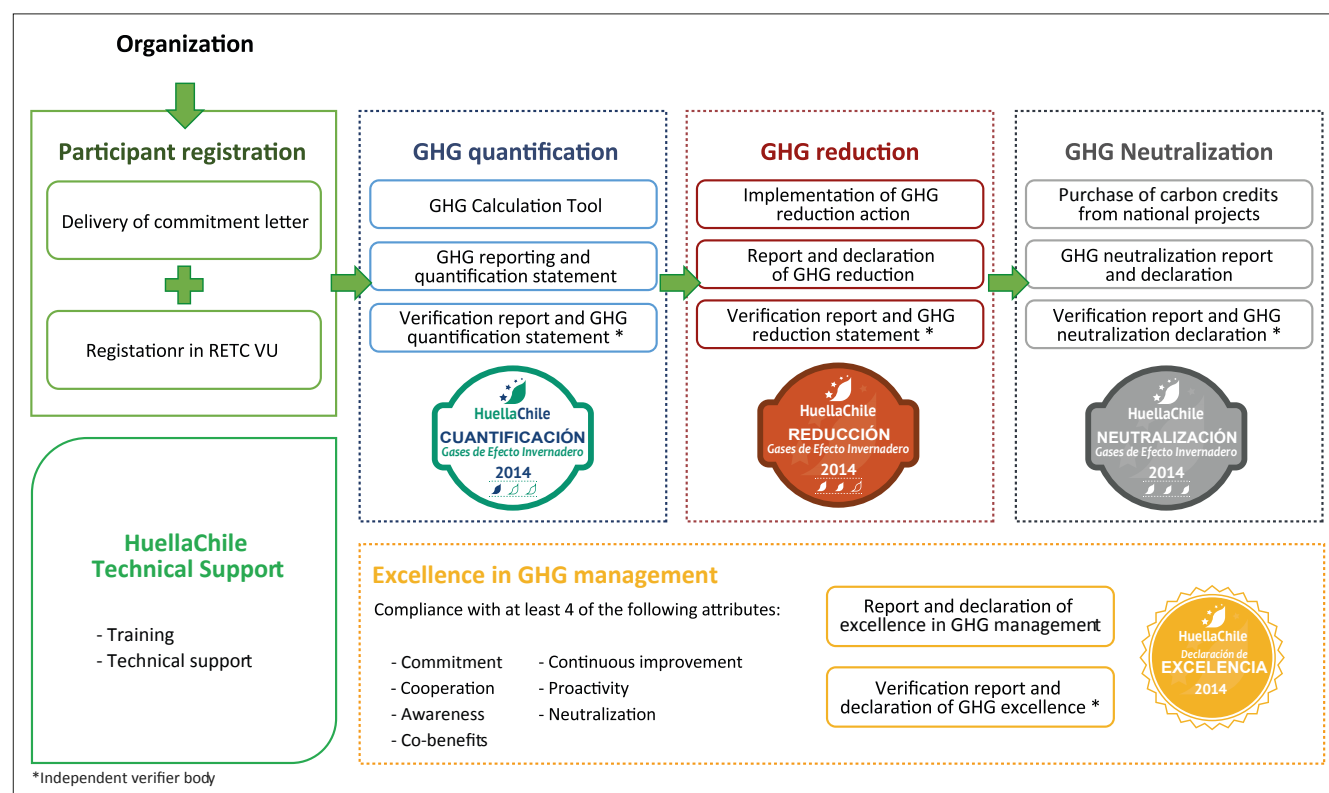 Organization
Participant registration
Delivery of commitment letter
Registationr in RETC VU
GHG quantification
GHG Calculation Tool
GHG reporting and
quantification statement
Verification report and GHG
quantification statement *
HuellaChile
CUANTIFICACIÓN
Gases de Efecto Invernadero
2014
GHG reduction
Implementation of GHG
reduction action
Report and declaration
of GHG reduction
Verification report and GHG
reduction statement *
HuellaChile
REDUCCIÓN
Gases de Efecto Invernadero
2014
GHG Neutralization
Purchase of carbon credits
from national projects
GHG neutralization report
and declaration
Verification report and GHG
neutralization declaration *
HuellaChile
NEUTRALIZACIÓN
Gases de Efecto Invernadero
2014
HuellaChile
Technical Support
- Training
- Technical support
Excellence in GHG management
Compliance with at least 4 of the following attributes:
- Commitment
- Cooperation
- Awareness
- Co-benefits
- Continuous improvement
- Proactivity
- Neutralization
Report and declaration of
excellence in GHG management
Verification report and
declaration of GHG excellence *
HuellaChile
Declaración de
EXCELENCIA
2014
*Independent verifier body